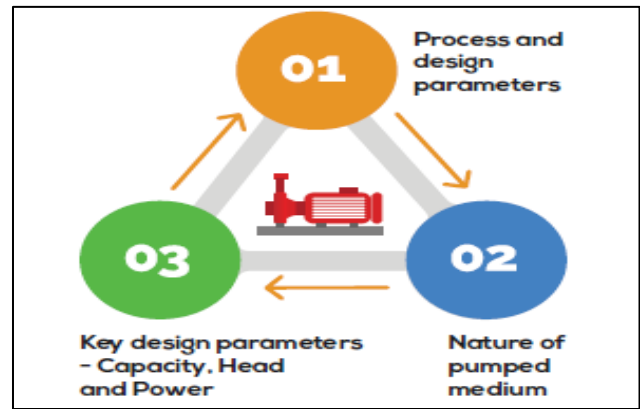 01
Process and
design
parameters
03
02
Key design parameters
- Capacity, Head
and Power
Nature of
pumped
medium